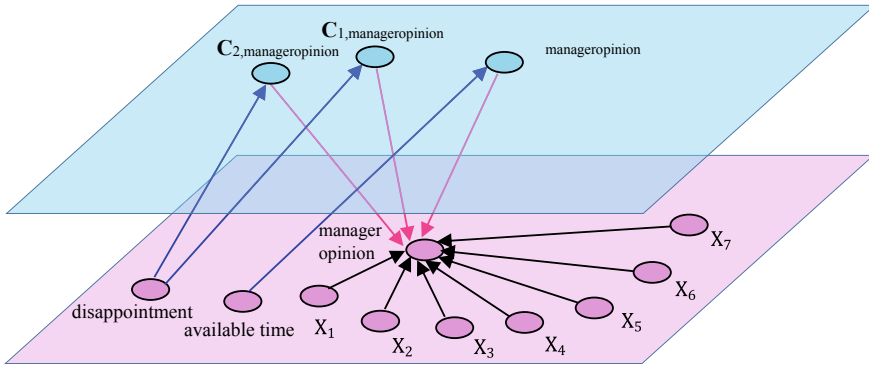 C₂,manageropinion
C₁,manageropinion
manageropinion
manager
opinion
disappointment
available time
X₁
X₂
X₃
X₄
X₅
X₆
X₇